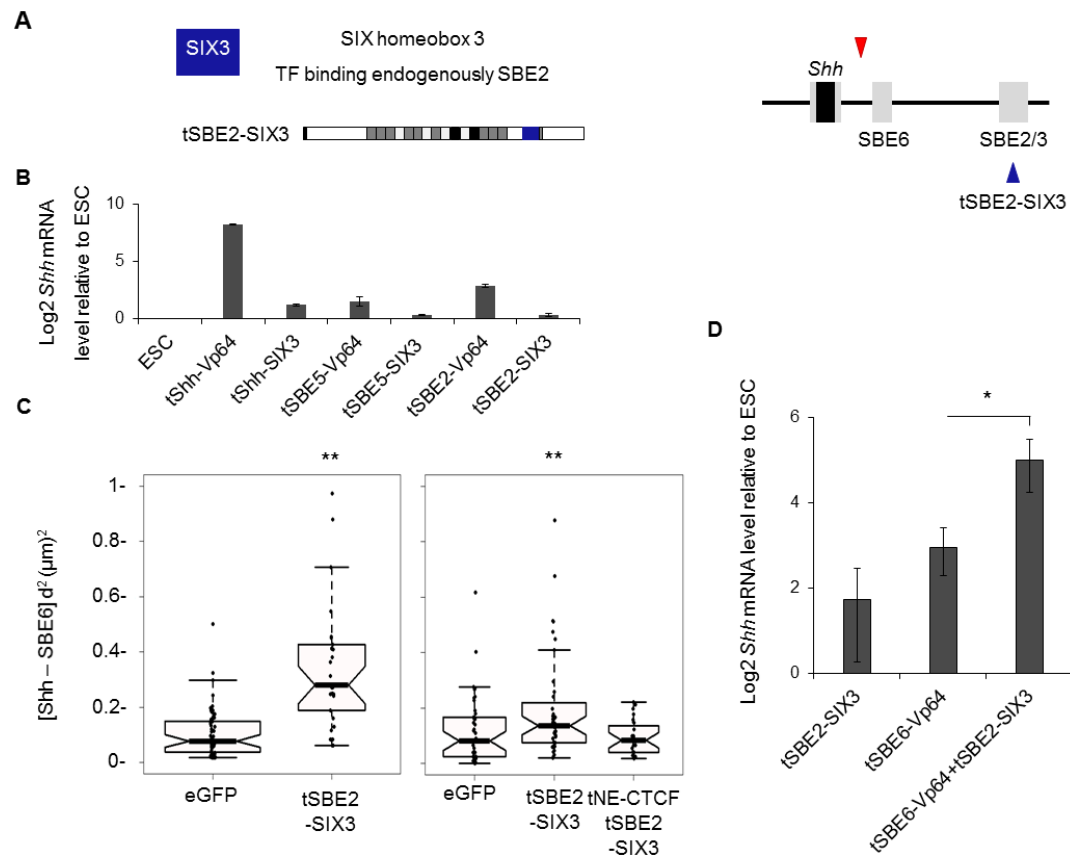 A
SIX3
SIX homeobox 3
TF binding endogenously SBE2
tSBE2-SIX3
Shh
SBE6
SBE2/3
tSBE2-SIX3
B
Log2 Shh mRNA
level relative to ESC
10
5
0
ESC
tShh-Vp64
tShh-SIX3
tSBE5-Vp64
tSBE5-SIX3
tSBE2-Vp64
tSBE2-SIX3
C
[Shh – SBE6] d² (µm)²
1-
0.8-
0.6-
0.4-
0.2-
0-
**
eGFP
tSBE2
-SIX3
**
eGFP
tSBE2
-SIX3
tNE-CTCF
tSBE2
-SIX3
D
Log2 Shh mRNA level relative to ESC
6
4
2
0
*
tSBE2-SIX3
tSBE6-Vp64
tSBE6-Vp64+tSBE2-SIX3